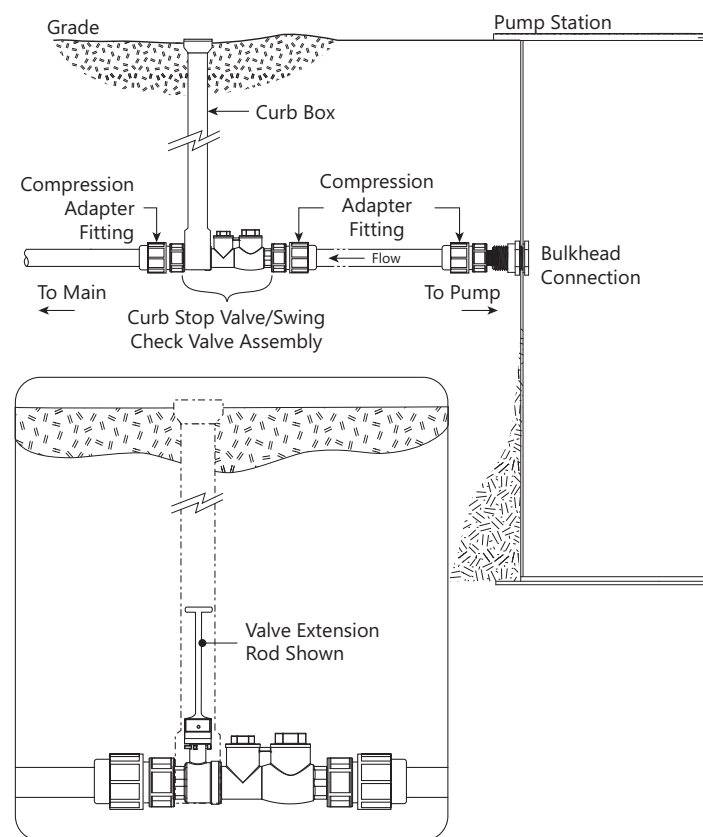 Pump Station
Grade
Curb Box
Compression
Adapter
Fitting
Compression
Adapter
Fitting
Flow
Bulkhead
Connection
To Main
To Pump
Curb Stop Valve/Swing
Check Valve Assembly
Valve Extension
Rod Shown